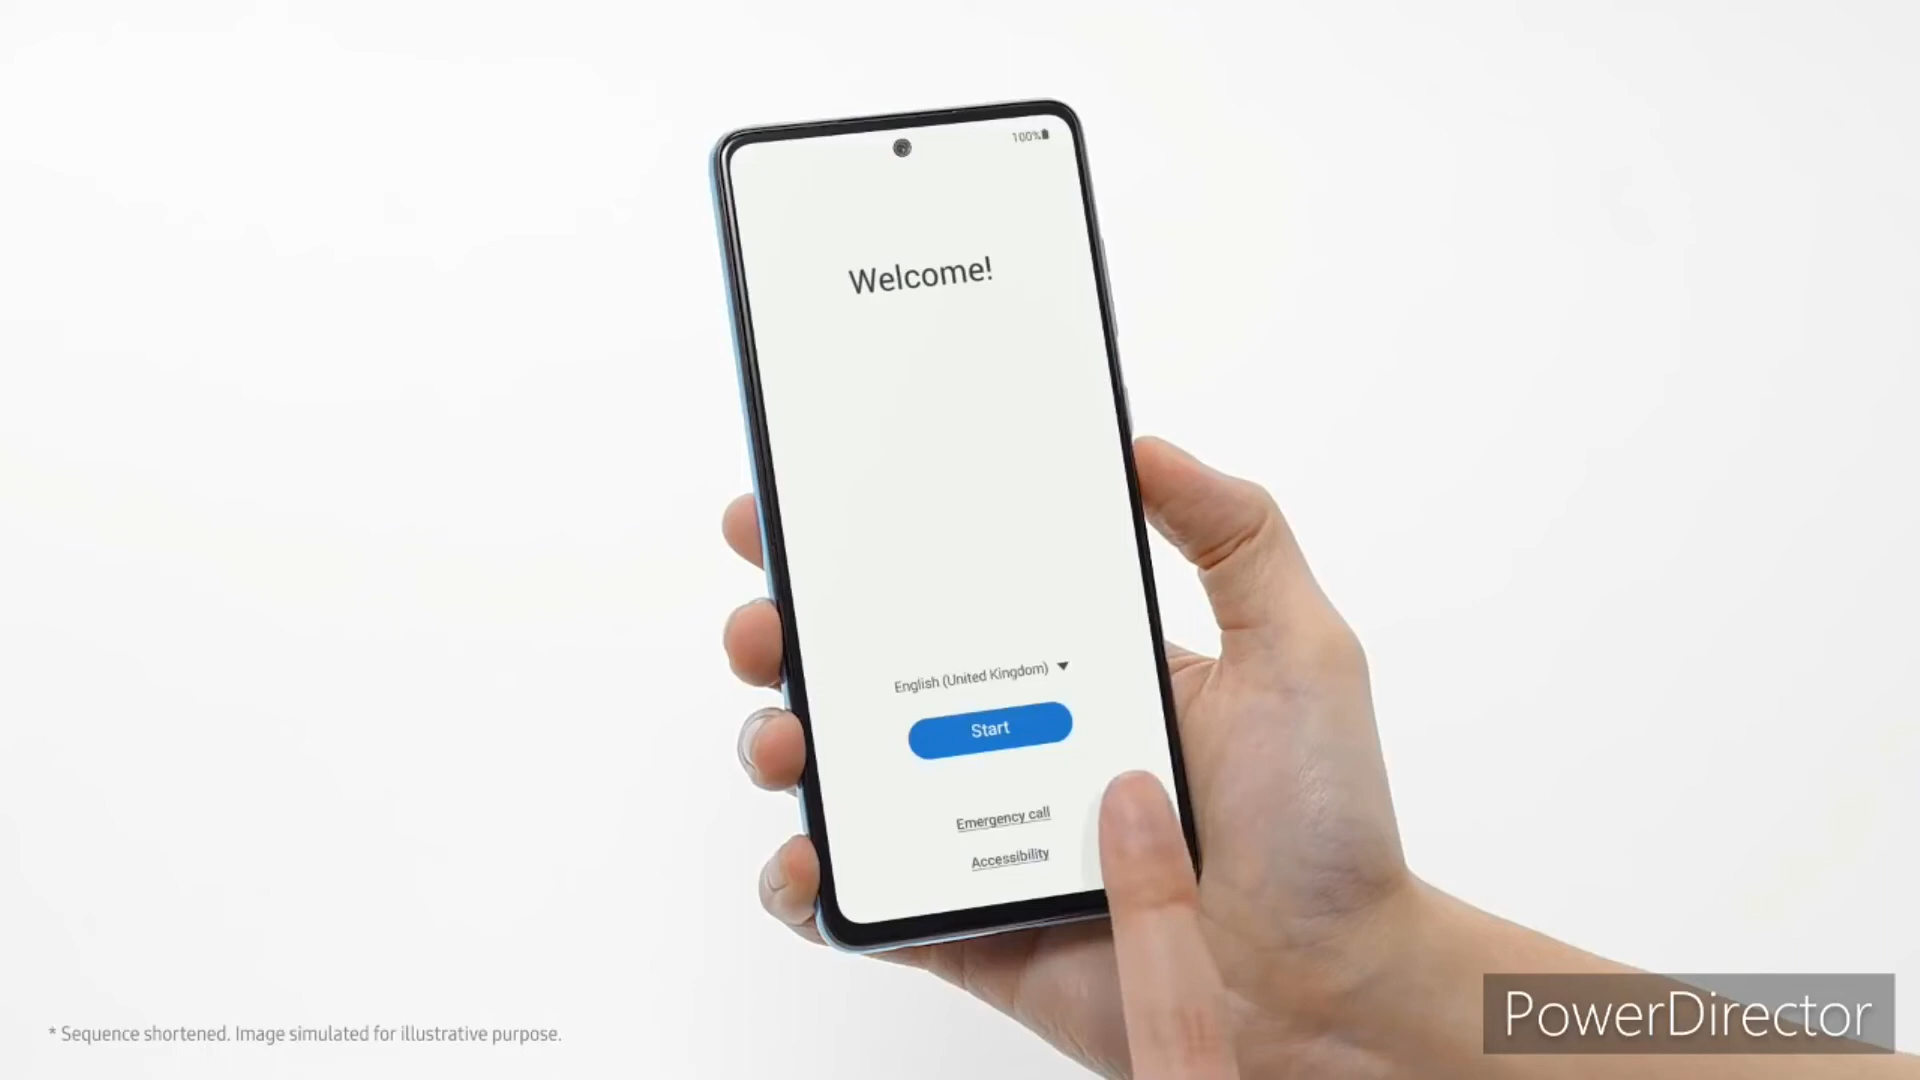 100%
Welcome!
English (United Kingdom)
Start
Emergency call
Accessibility
* Sequence shortened. Image simulated for illustrative purpose.
PowerDirector